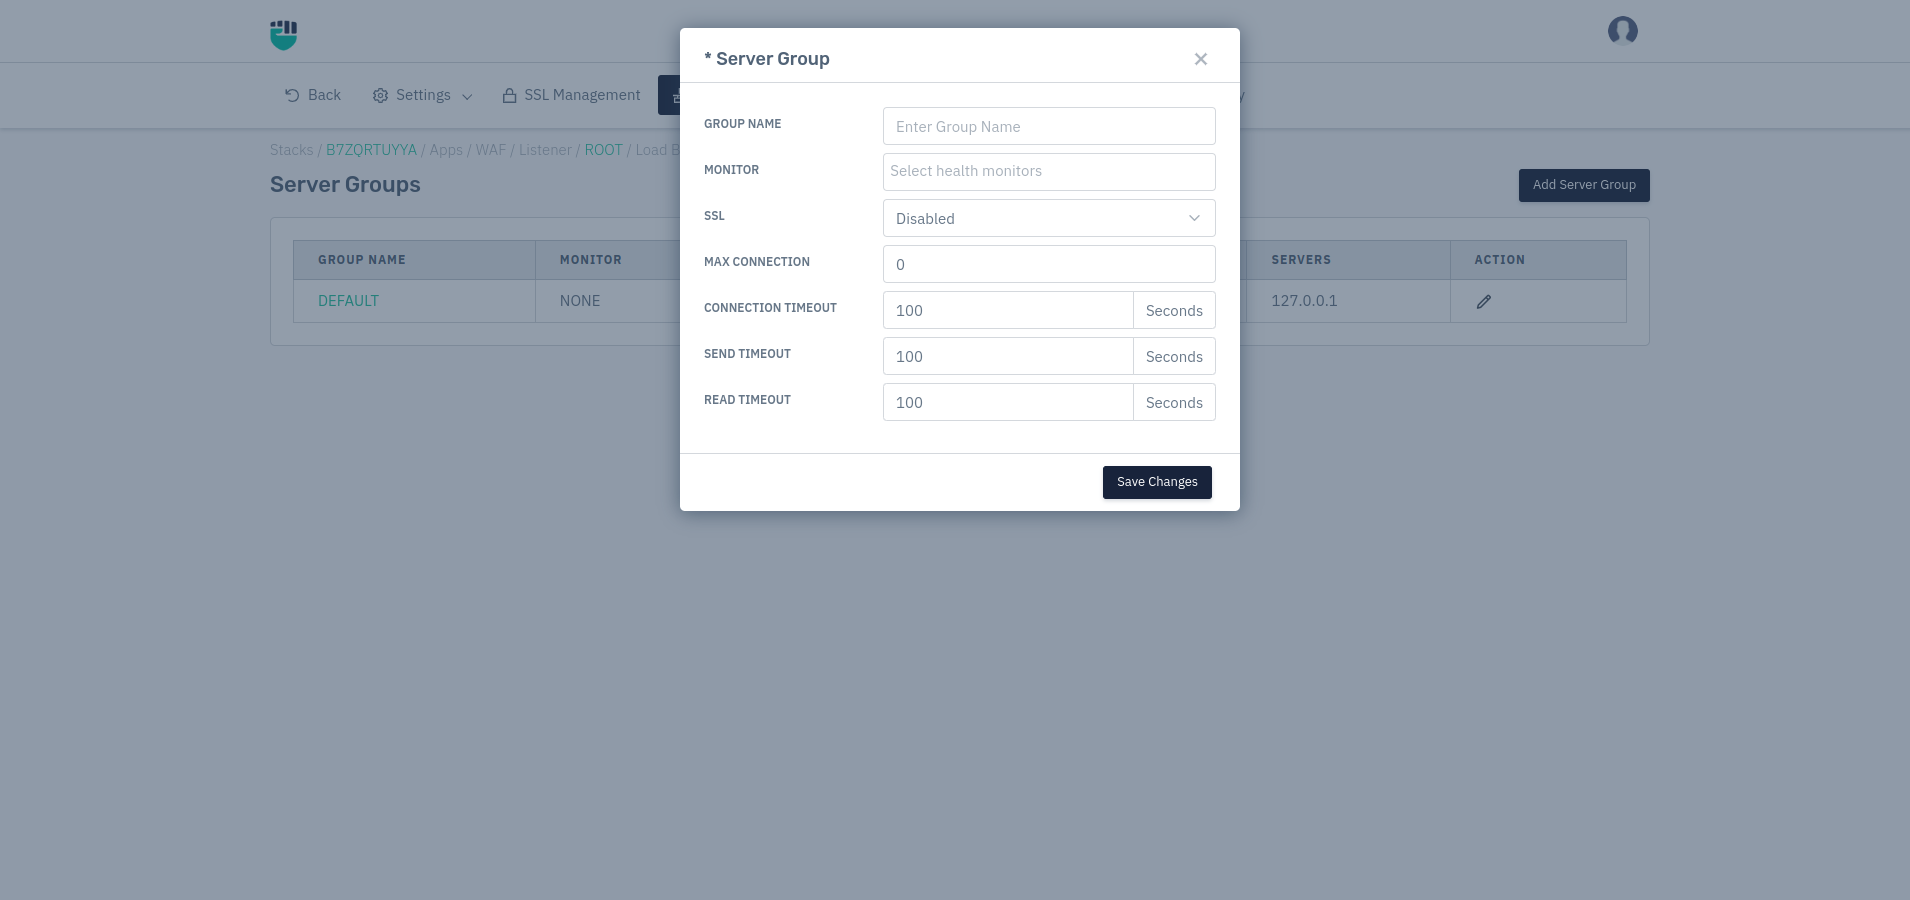 * Server Group
Back
Settings
SSL Management
y
Stacks / B7ZQRTUYYA / Apps / WAF / Listener / ROOT / Load B
Server Groups
Add Server Group
GROUP NAME
MONITOR
SERVERS
ACTION
DEFAULT
NONE
127.0.0.1
GROUP NAME
Enter Group Name
MONITOR
Select health monitors
SSL
Disabled
MAX CONNECTION
0
CONNECTION TIMEOUT
100
Seconds
SEND TIMEOUT
100
Seconds
READ TIMEOUT
100
Seconds
Save Changes